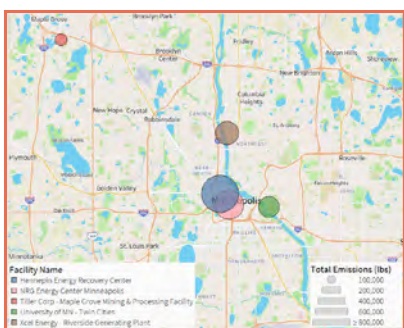 Maple Grove
Brooklyn Park
Fridley
Brooklyn Center
Arden Hills
Shoreview
New Brighton
Columbia Heights
New Hope
Crystal
Robbinsdale
Plymouth
Roseville
Golden Valley
Minneapolis
St. Louis Park
Minnetonka
Facility Name
Hennepin Energy Recovery Center
NRG Energy Center Minneapolis
Tiller Corp - Maple Grove Mining & Processing Facility
University of MN - Twin Cities
Xcel Energy - Riverside Generating Plant
Total Emissions (lbs)
100,000
200,000
400,000
600,000
≥ 800,000